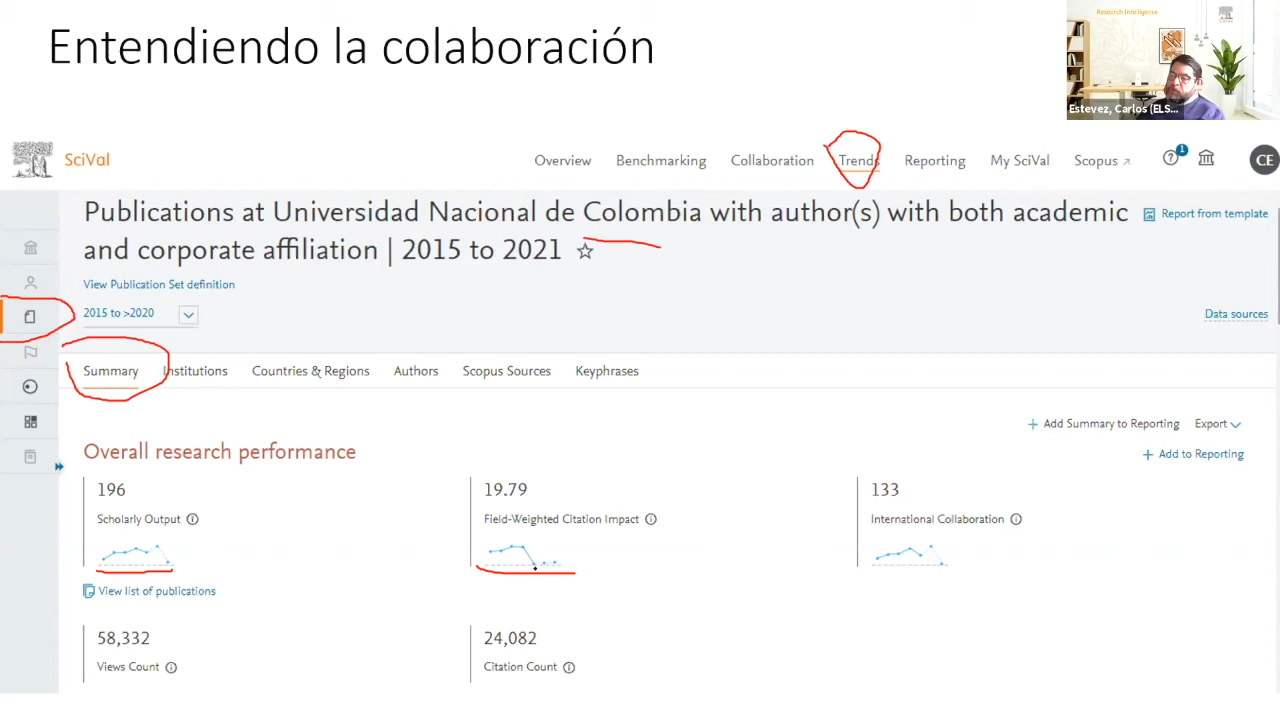 Entendiendo la colaboración
Research Intelligence
Estevez, Carlos (ELS...
SciVal
Overview Benchmarking Collaboration Trends Reporting My SciVal Scopus ↗ ? 1 CE
Publications at Universidad Nacional de Colombia with author(s) with both academic
and corporate affiliation | 2015 to 2021
Report from template
View Publication Set definition
2015 to >2020
Data sources
Summary Institutions Countries & Regions Authors Scopus Sources Keyphrases
+ Add Summary to Reporting Export
Overall research performance
+ Add to Reporting
196 19.79 133
Scholarly Output Field-Weighted Citation Impact International Collaboration
View list of publications
58,332 24,082
Views Count Citation Count